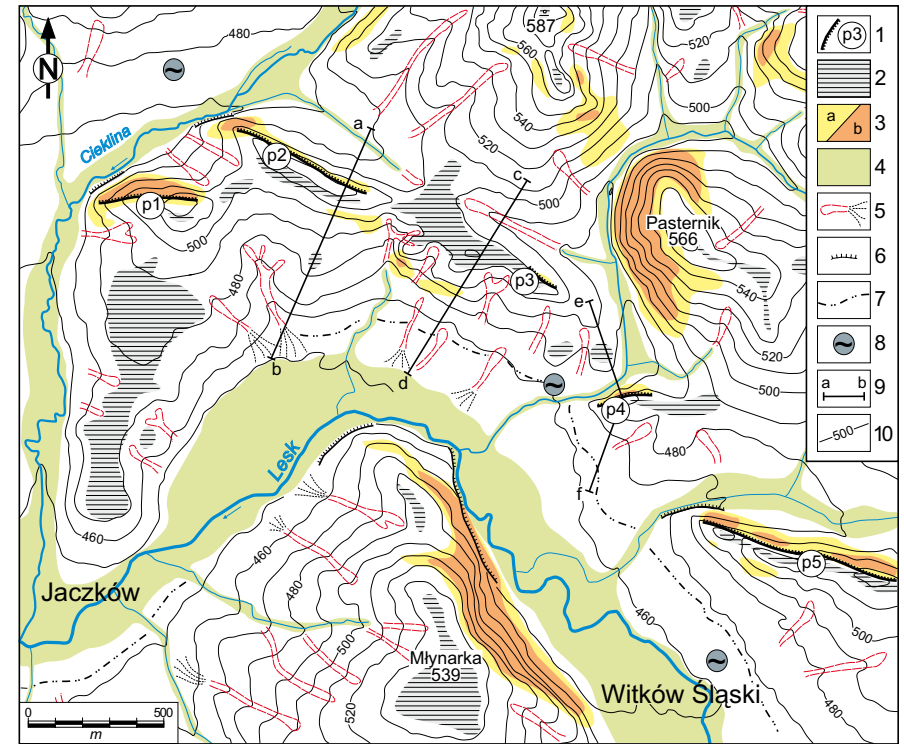 480
587
560
520
540
520
500
N
Cieklina
a
p2
c
p1
500
500
Pasternik
566
480
p3
e
540
520
b
d
500
p4
480
Lesk
f
460
460
p5
Jaczków
480
460
500
500
Młynarka
539
520
Witków Śląski
480
0 500
m
p3 1
2
a b 3
4
5
6
7
~ 8
a b 9
500 10